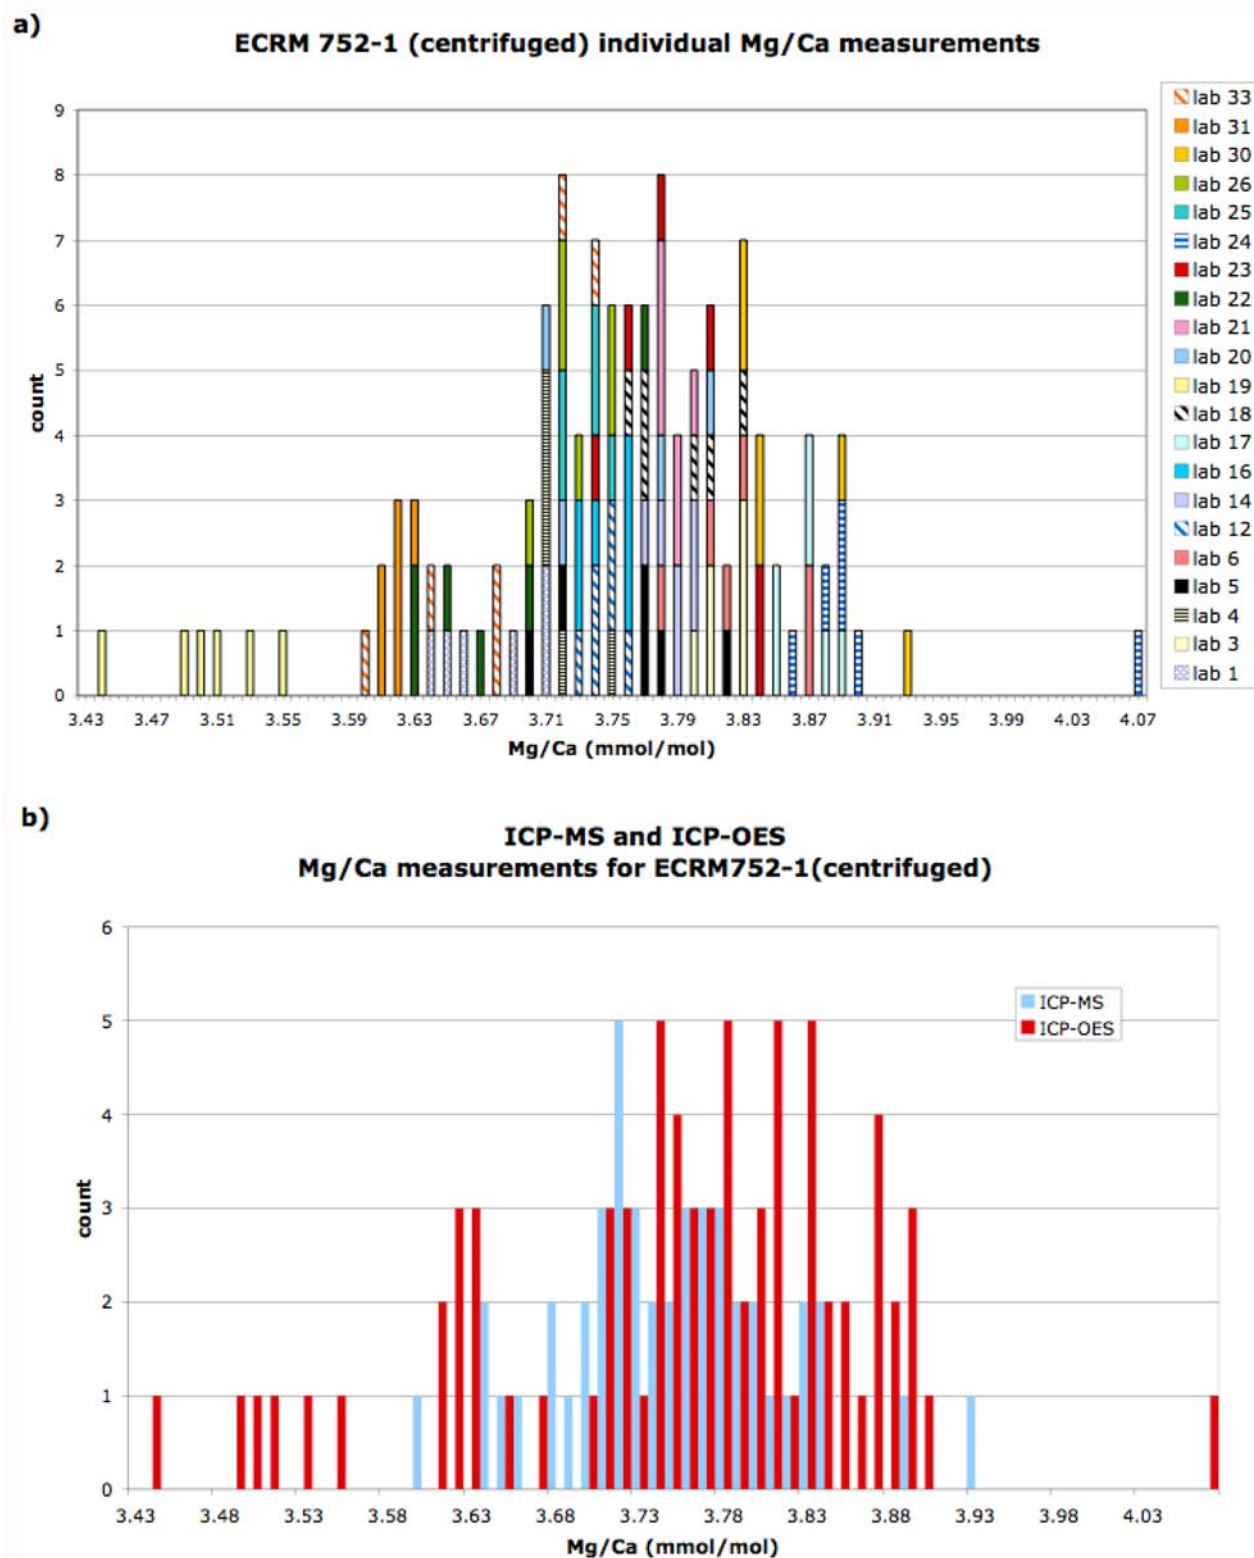 a)
ECRM 752-1 (centrifuged) individual Mg/Ca measurements
9
8
7
6
5
4
3
2
1
0
count
3.43 3.47 3.51 3.55 3.59 3.63 3.67 3.71 3.75 3.79 3.83 3.87 3.91 3.95 3.99 4.03 4.07
Mg/Ca (mmol/mol)
lab 33
lab 31
lab 30
lab 26
lab 25
lab 24
lab 23
lab 22
lab 21
lab 20
lab 19
lab 18
lab 17
lab 16
lab 14
lab 12
lab 6
lab 5
lab 4
lab 3
lab 1
b)
ICP-MS and ICP-OES
Mg/Ca measurements for ECRM752-1(centrifuged)
6
5
4
3
2
1
0
count
ICP-MS
ICP-OES
3.43 3.48 3.53 3.58 3.63 3.68 3.73 3.78 3.83 3.88 3.93 3.98 4.03
Mg/Ca (mmol/mol)